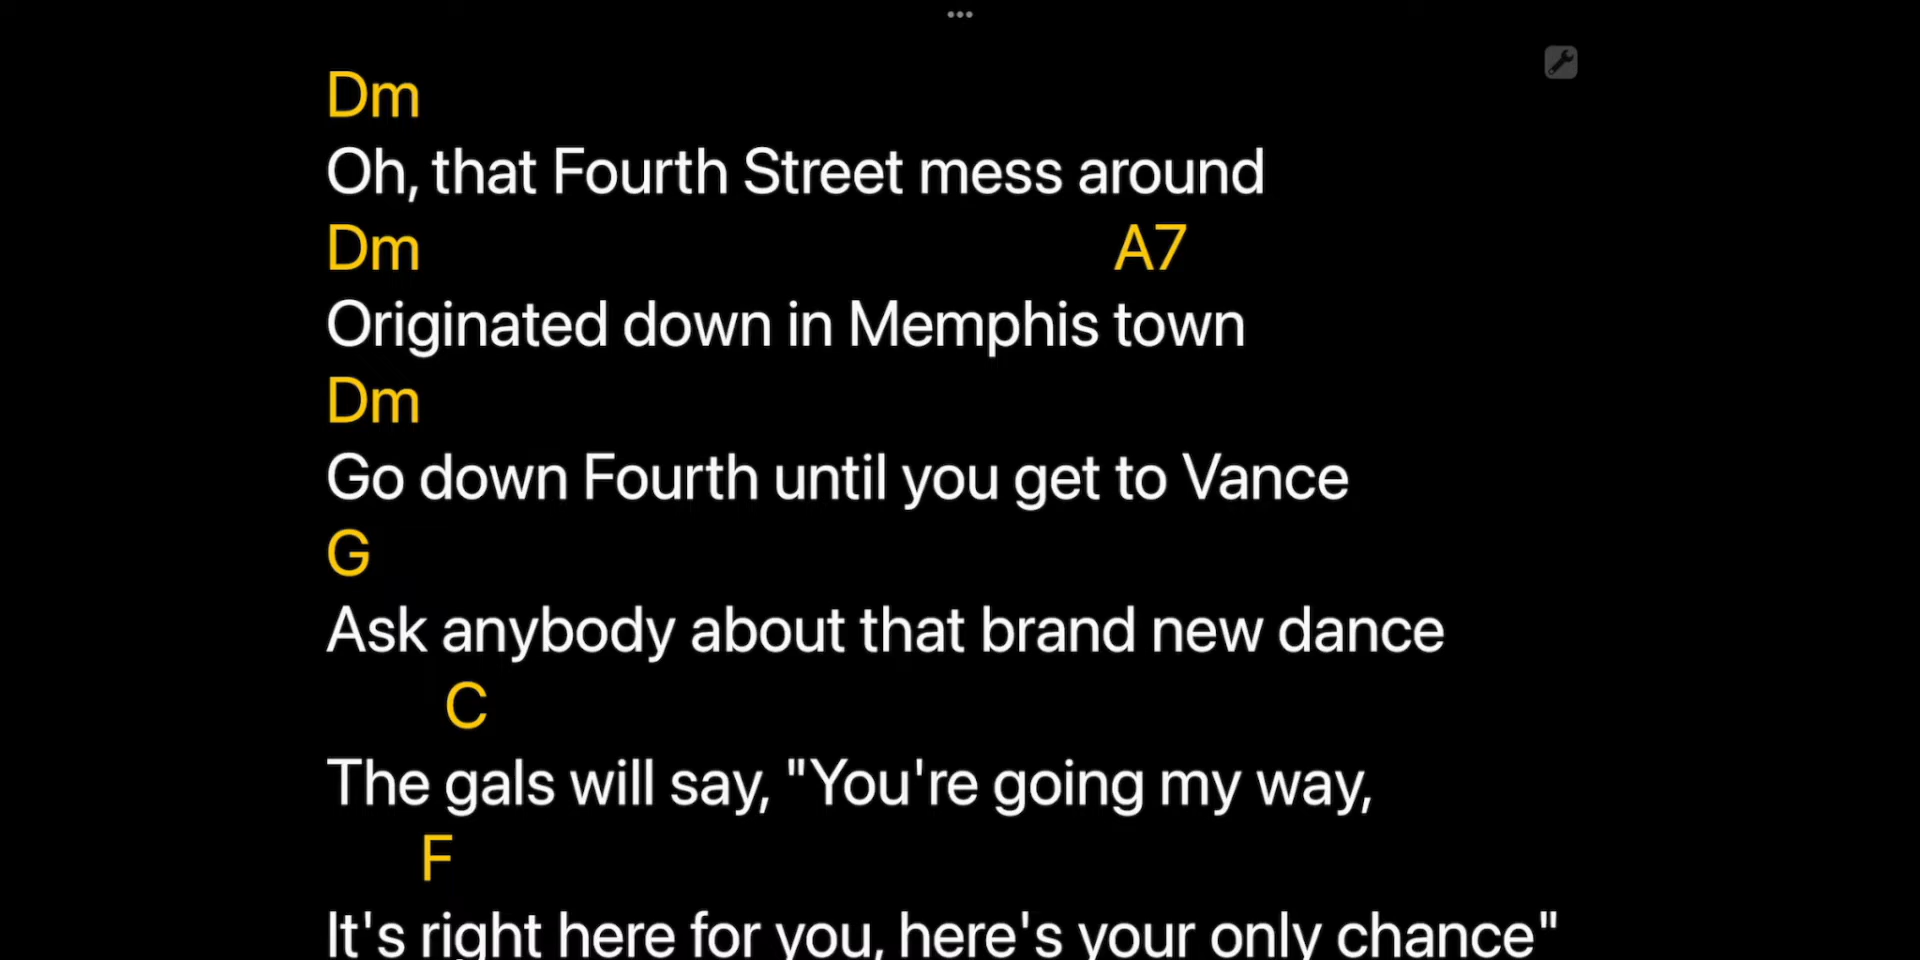 Dm
Oh, that Fourth Street mess around
Dm A7
Originated down in Memphis town
Dm
Go down Fourth until you get to Vance
G
Ask anybody about that brand new dance
C
The gals will say, "You're going my way,
F
It's right here for you, here's your only chance"